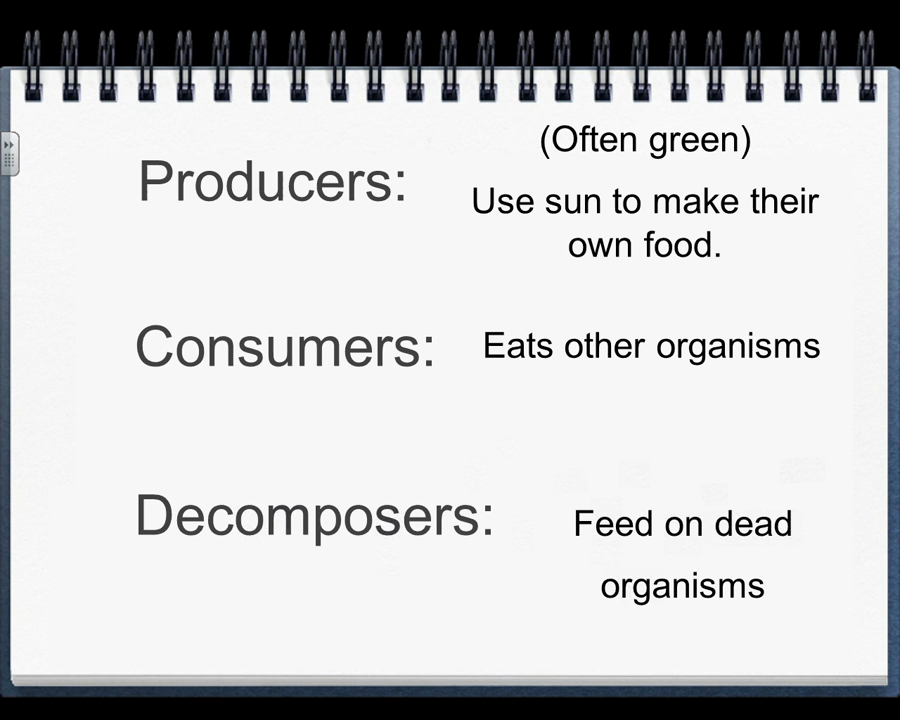 Producers:
(Often green)
Use sun to make their
own food.
Consumers:
Eats other organisms
Decomposers:
Feed on dead
organisms